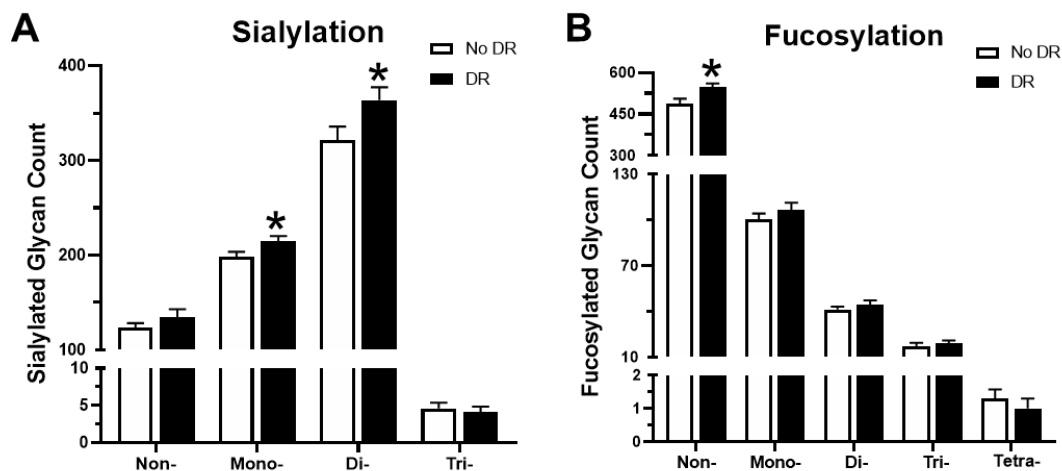 A
Sialylation
No DR
DR
Sialylated Glycan Count
400
300
200
100
10
5
0
*
*
Non-
Mono-
Di-
Tri-
B
Fucosylation
No DR
DR
Fucosylated Glycan Count
600
450
300
130
70
10
2
1
0
*
Non-
Mono-
Di-
Tri-
Tetra-